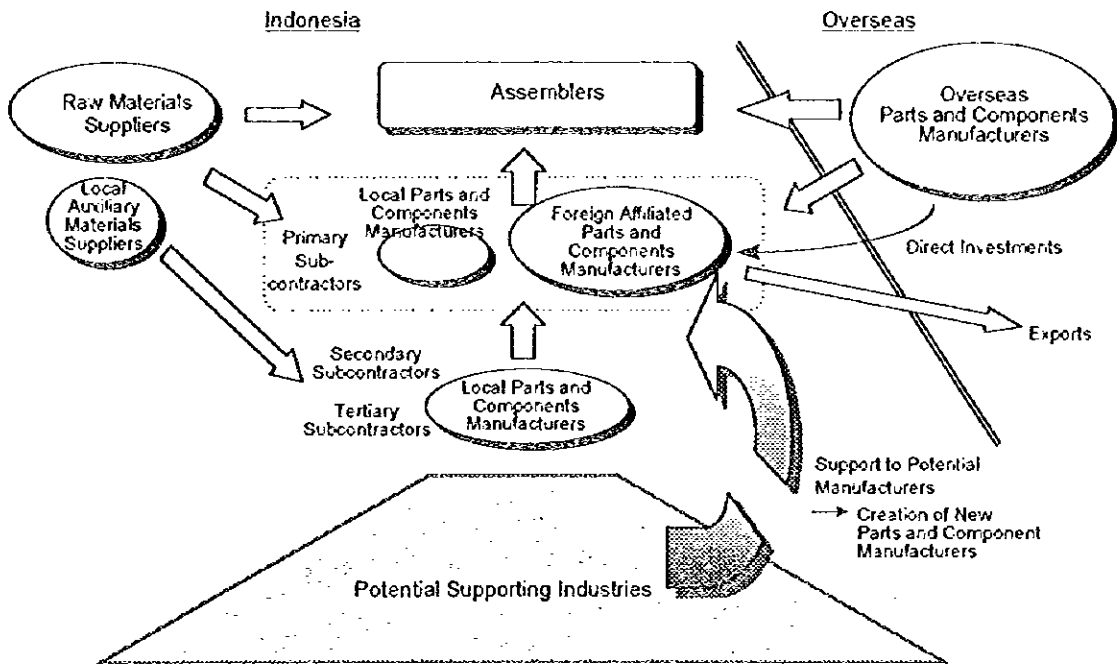 Indonesia
Overseas
Raw Materials
Suppliers
Assemblers
Overseas
Parts and Components
Manufacturers
Local
Auxiliary
Materials
Suppliers
Local Parts and
Components
Manufacturers
Primary
Sub-
contractors
Foreign Affiliated
Parts and
Components
Manufacturers
Direct Investments
Exports
Secondary
Subcontractors
Tertiary
Subcontractors
Local Parts and
Components
Manufacturers
Support to Potential
Manufacturers
→ Creation of New
Parts and Component
Manufacturers
Potential Supporting Industries